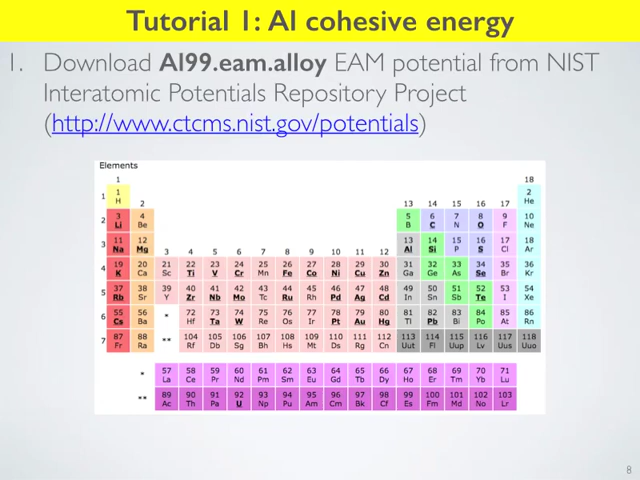 Tutorial 1: Al cohesive energy
1. Download Al99.eam.alloy EAM potential from NIST
Interatomic Potentials Repository Project
(http://www.ctcms.nist.gov/potentials)
Elements
1 18
1 1 2
H He
2 13 14 15 16 17
2 3 4 5 6 7 8 9 10
Li Be B C N O F Ne
3 11 12 13 14 15 16 17 18
Na Mg 3 4 5 6 7 8 9 10 11 12 Al Si P S Cl Ar
4 19 20 21 22 23 24 25 26 27 28 29 30 31 32 33 34 35 36
K Ca Sc Ti V Cr Mn Fe Co Ni Cu Zn Ga Ge As Se Br Kr
5 37 38 39 40 41 42 43 44 45 46 47 48 49 50 51 52 53 54
Rb Sr Y Zr Nb Mo Tc Ru Rh Pd Ag Cd In Sn Sb Te I Xe
6 55 56 * 72 73 74 75 76 77 78 79 80 81 82 83 84 85 86
Cs Ba Hf Ta W Re Os Ir Pt Au Hg Tl Pb Bi Po At Rn
7 87 88 ** 104 105 106 107 108 109 110 111 112 113 114 115 116 117 118
Fr Ra Rf Db Sg Bh Hs Mt Ds Rg Cn Uut Fl Uup Lv Uus Uuo
* 57 58 59 60 61 62 63 64 65 66 67 68 69 70 71
La Ce Pr Nd Pm Sm Eu Gd Tb Dy Ho Er Tm Yb Lu
** 89 90 91 92 93 94 95 96 97 98 99 100 101 102 103
Ac Th Pa U Np Pu Am Cm Bk Cf Es Fm Md No Lr
8